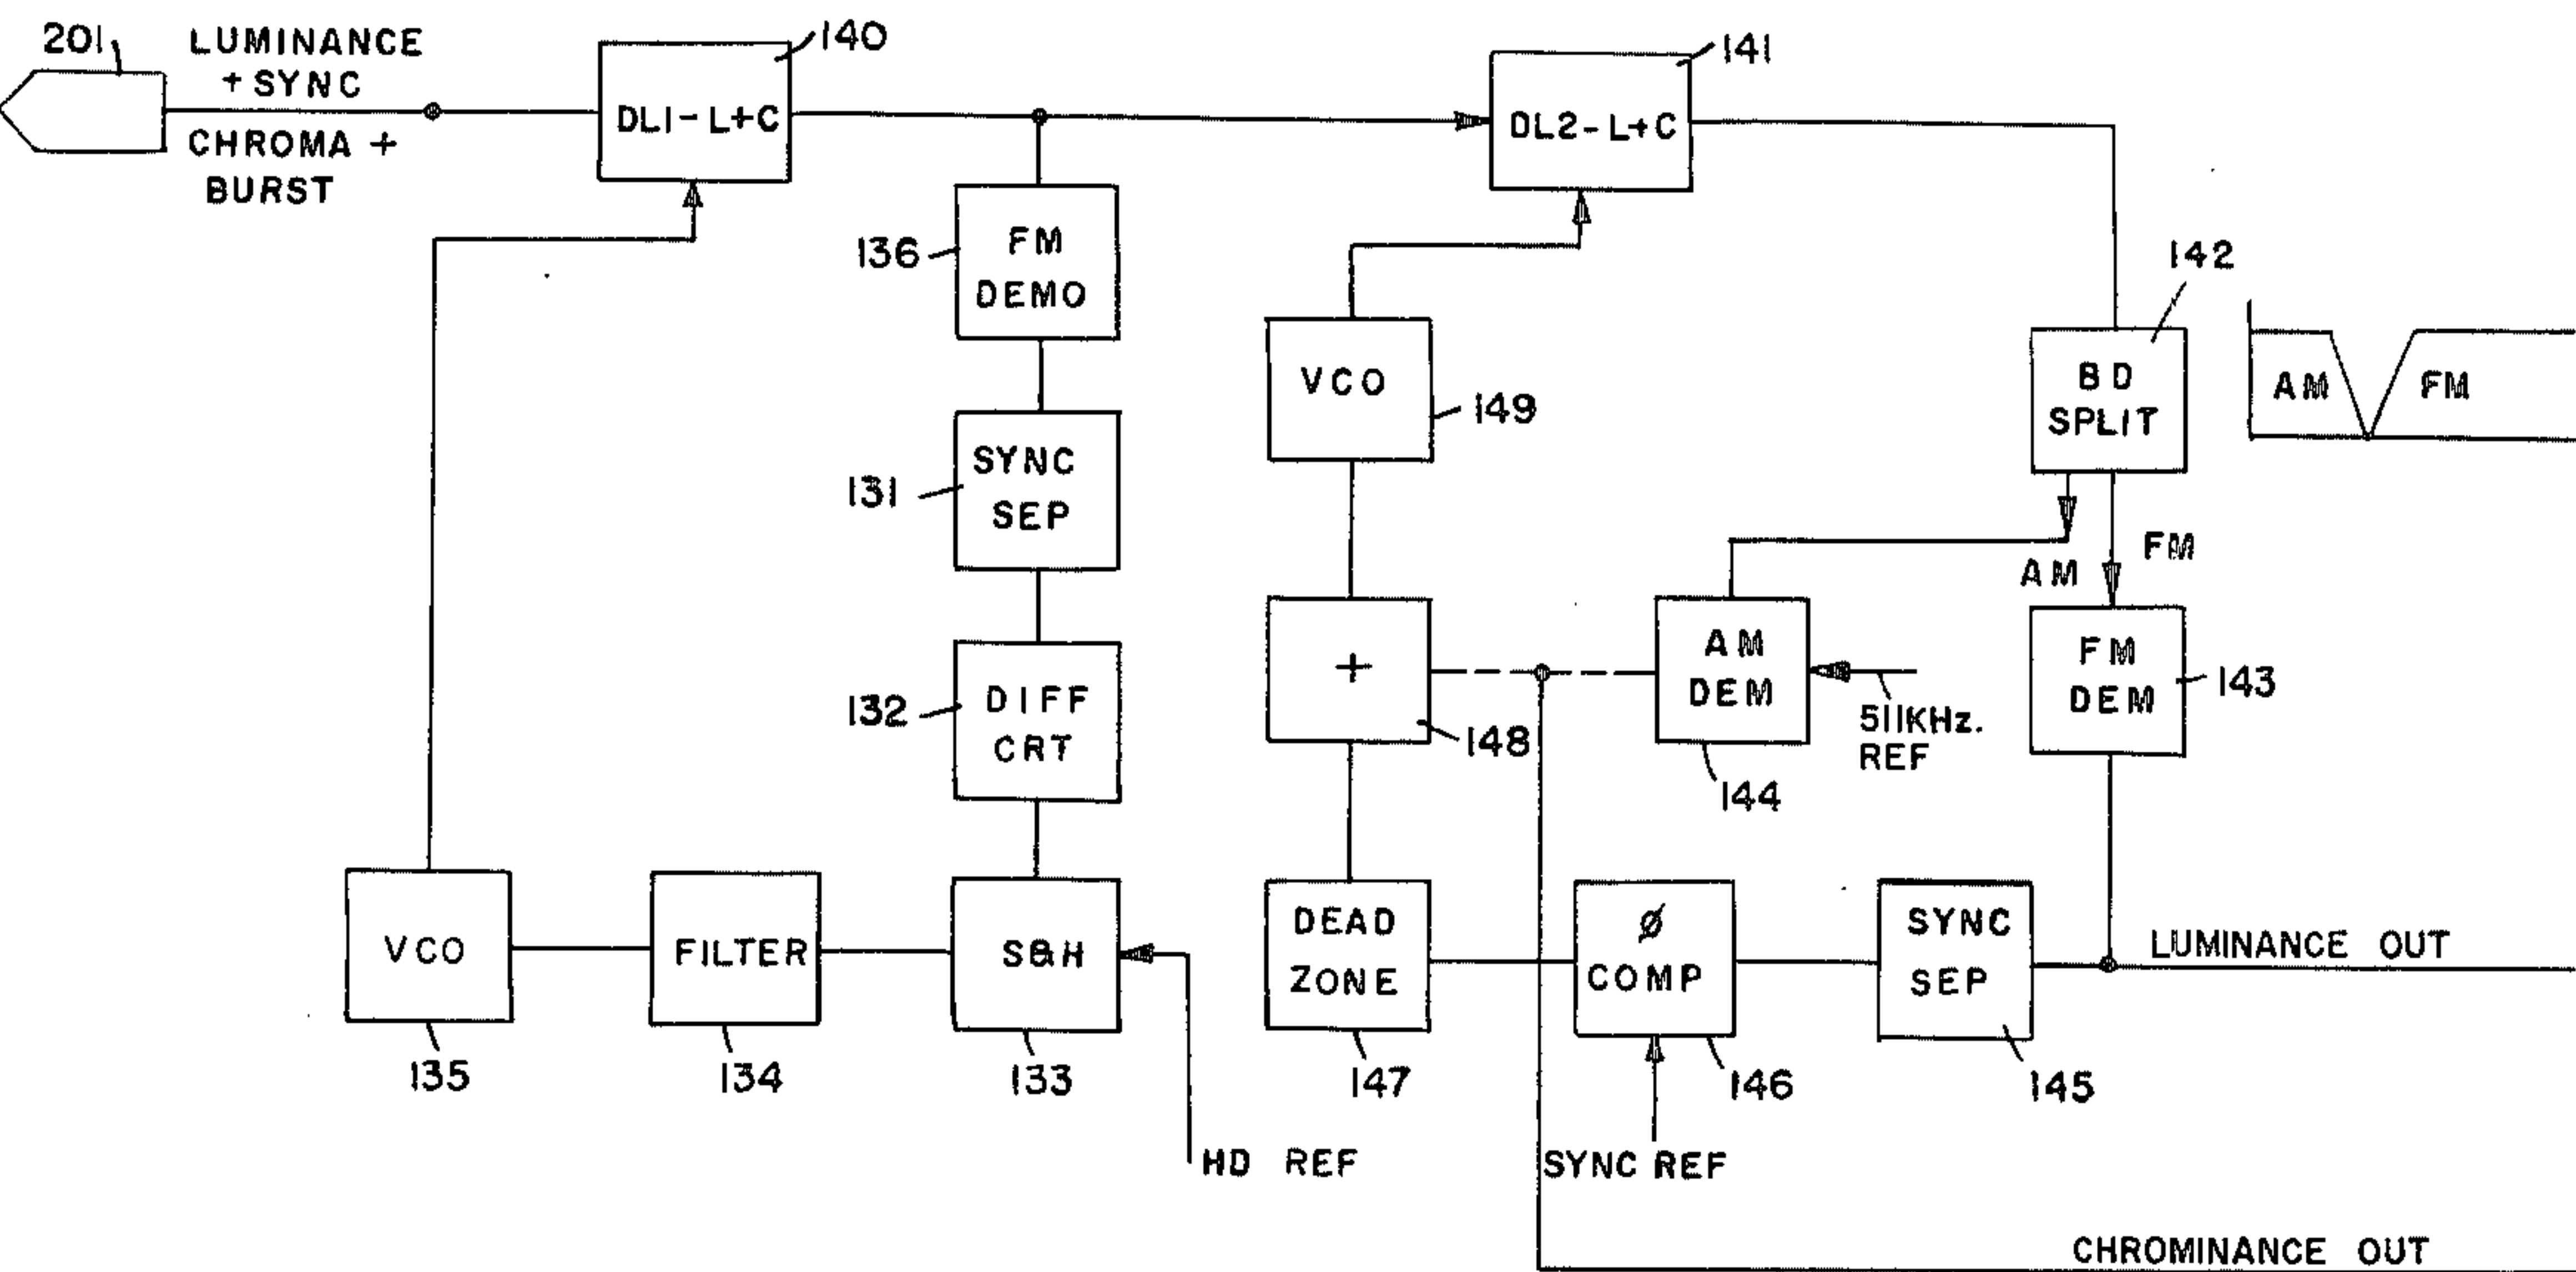 201
LUMINANCE
+ SYNC
CHROMA +
BURST
140
DL1-L+C
141
DL2-L+C
136
FM
DEMO
142
BD
SPLIT
AM
FM
VCO
149
131
SYNC
SEP
AM
FM
132
DIFF
CRT
+
148
AM
DEM
144
511KHz.
REF
FM
DEM
143
VCO
135
FILTER
134
S&H
133
HD REF
DEAD
ZONE
147
Ø
COMP
146
SYNC REF
SYNC
SEP
145
LUMINANCE OUT
CHROMINANCE OUT